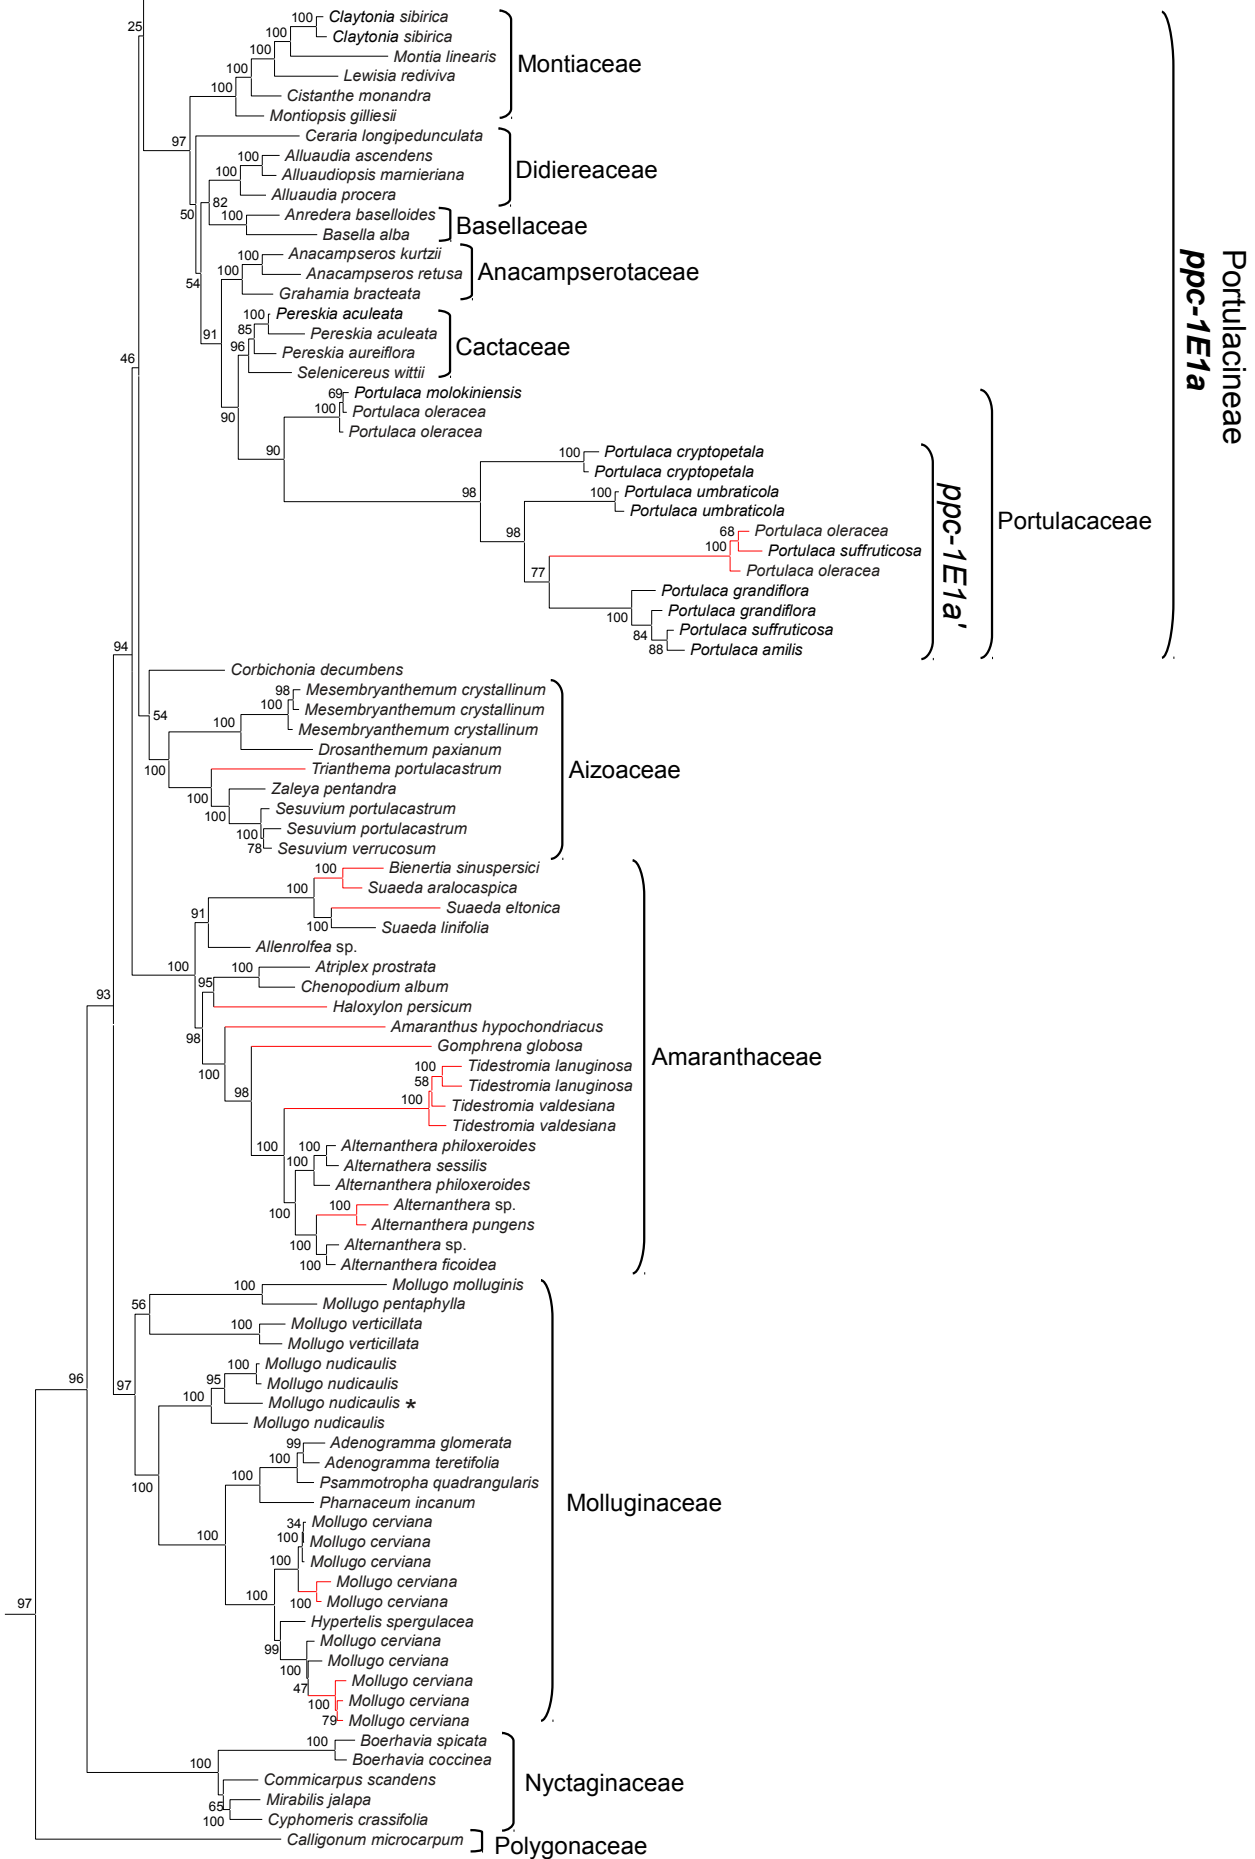 25
100 Claytonia sibirica
100 Claytonia sibirica
100 Montia linearis
100 Lewisia rediviva
100 Cistanthe monandra
Montiopsis gilliesii
Montiaceae
97
Ceraria longipedunculata
100 Alluaudia ascendens
100 Alluaudiopsis marnieriana
Alluaudia procera
Didiereaceae
50
82
100 Anredera baselloides
Basella alba
Basellaceae
54
100 Anacampseros kurtzii
100 Anacampseros retusa
Grahamia bracteata
Anacampserotaceae
91
100 Pereskia aculeata
85 Pereskia aculeata
96 Pereskia aureiflora
Selenicereus wittii
Cactaceae
46
90
69 Portulaca molokiniensis
100 Portulaca oleracea
Portulaca oleracea
90
100 Portulaca cryptopetala
Portulaca cryptopetala
98
100 Portulaca umbraticola
Portulaca umbraticola
98
68 Portulaca oleracea
100 Portulaca suffruticosa
Portulaca oleracea
77
Portulaca grandiflora
100 Portulaca grandiflora
84 Portulaca suffruticosa
88 Portulaca amilis
ppc-1E1a'
Portulacaceae
Portulacineae
ppc-1E1a
94
Corbichonia decumbens
54
98 Mesembryanthemum crystallinum
100 Mesembryanthemum crystallinum
100 Mesembryanthemum crystallinum
Drosanthemum paxianum
100
Trianthema portulacastrum
100 Zaleya pentandra
100 Sesuvium portulacastrum
100 Sesuvium portulacastrum
78 Sesuvium verrucosum
Aizoaceae
100 Bienertia sinuspersici
100 Suaeda aralocaspica
Suaeda eltonica
100 Suaeda linifolia
91
Allenrolfea sp.
100
100 Atriplex prostrata
95 Chenopodium album
Haloxylon persicum
93
98
Amaranthus hypochondriacus
100
Gomphrena globosa
98
100 Tidestromia lanuginosa
58 Tidestromia lanuginosa
100 Tidestromia valdesiana
Tidestromia valdesiana
100
100 Alternanthera philoxeroides
100 Alternathera sessilis
Alternanthera philoxeroides
100
100 Alternanthera sp.
Alternanthera pungens
100 Alternanthera sp.
100 Alternanthera ficoidea
Amaranthaceae
100 Mollugo molluginis
56 Mollugo pentaphylla
100 Mollugo verticillata
Mollugo verticillata
96
97
100 Mollugo nudicaulis
95 Mollugo nudicaulis
100 Mollugo nudicaulis *
Mollugo nudicaulis
100
99 Adenogramma glomerata
100 Adenogramma teretifolia
100 Psammotropha quadrangularis
Pharnaceum incanum
100
34 Mollugo cerviana
100 Mollugo cerviana
100 Mollugo cerviana
Mollugo cerviana
100 Mollugo cerviana
100
Hypertelis spergulacea
99 Mollugo cerviana
100 Mollugo cerviana
47 Mollugo cerviana
100 Mollugo cerviana
79 Mollugo cerviana
Molluginaceae
97
100 Boerhavia spicata
Boerhavia coccinea
100
Commicarpus scandens
65 Mirabilis jalapa
100 Cyphomeris crassifolia
Nyctaginaceae
Calligonum microcarpum
Polygonaceae